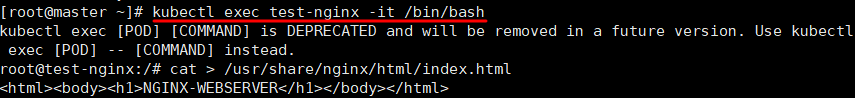 [root@master ~]# kubectl exec test-nginx -it /bin/bash
kubectl exec [POD] [COMMAND] is DEPRECATED and will be removed in a future version. Use kubectl
 exec [POD] -- [COMMAND] instead.
root@test-nginx:/# cat > /usr/share/nginx/html/index.html
<html><body><h1>NGINX-WEBSERVER</h1></body></html>